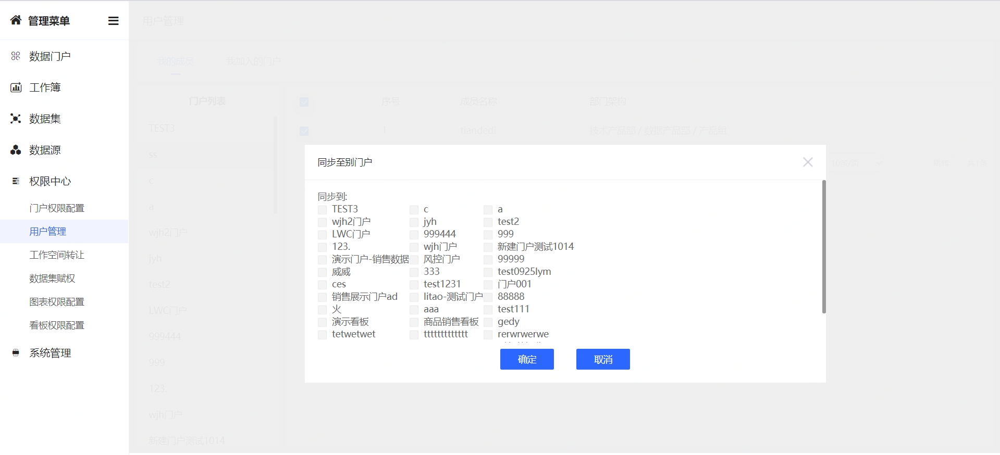 管理菜单
数据门户
工作簿
数据集
数据源
权限中心
门户权限配置
用户管理
工作空间转让
数据集赋权
图表权限配置
看板权限配置
系统管理
用户管理
我的成员 我加入的门户
门户列表
TEST3
ss
c
a
wjh2门户
jyh
test2
LWC门户
999444
999
123.
wjh门户
新建门户测试1014
序号 成员名称 部门架构
1 tiandedi 技术产品部 / 数据产品部 / 产品组
10条/页 跳转 共1条
同步至别门户
同步到:
TEST3 c a
wjh2门户 jyh test2
LWC门户 999444 999
123. wjh门户 新建门户测试1014
演示门户-销售数据 风控门户 99999
威威 333 test0925lym
ces test1231 门户001
销售展示门户ad litao-测试门户 88888
火 aaa test111
演示看板 商品销售看板 gedy
tetwetwet ttttttttttttt rerwrwerwe
确定 取消